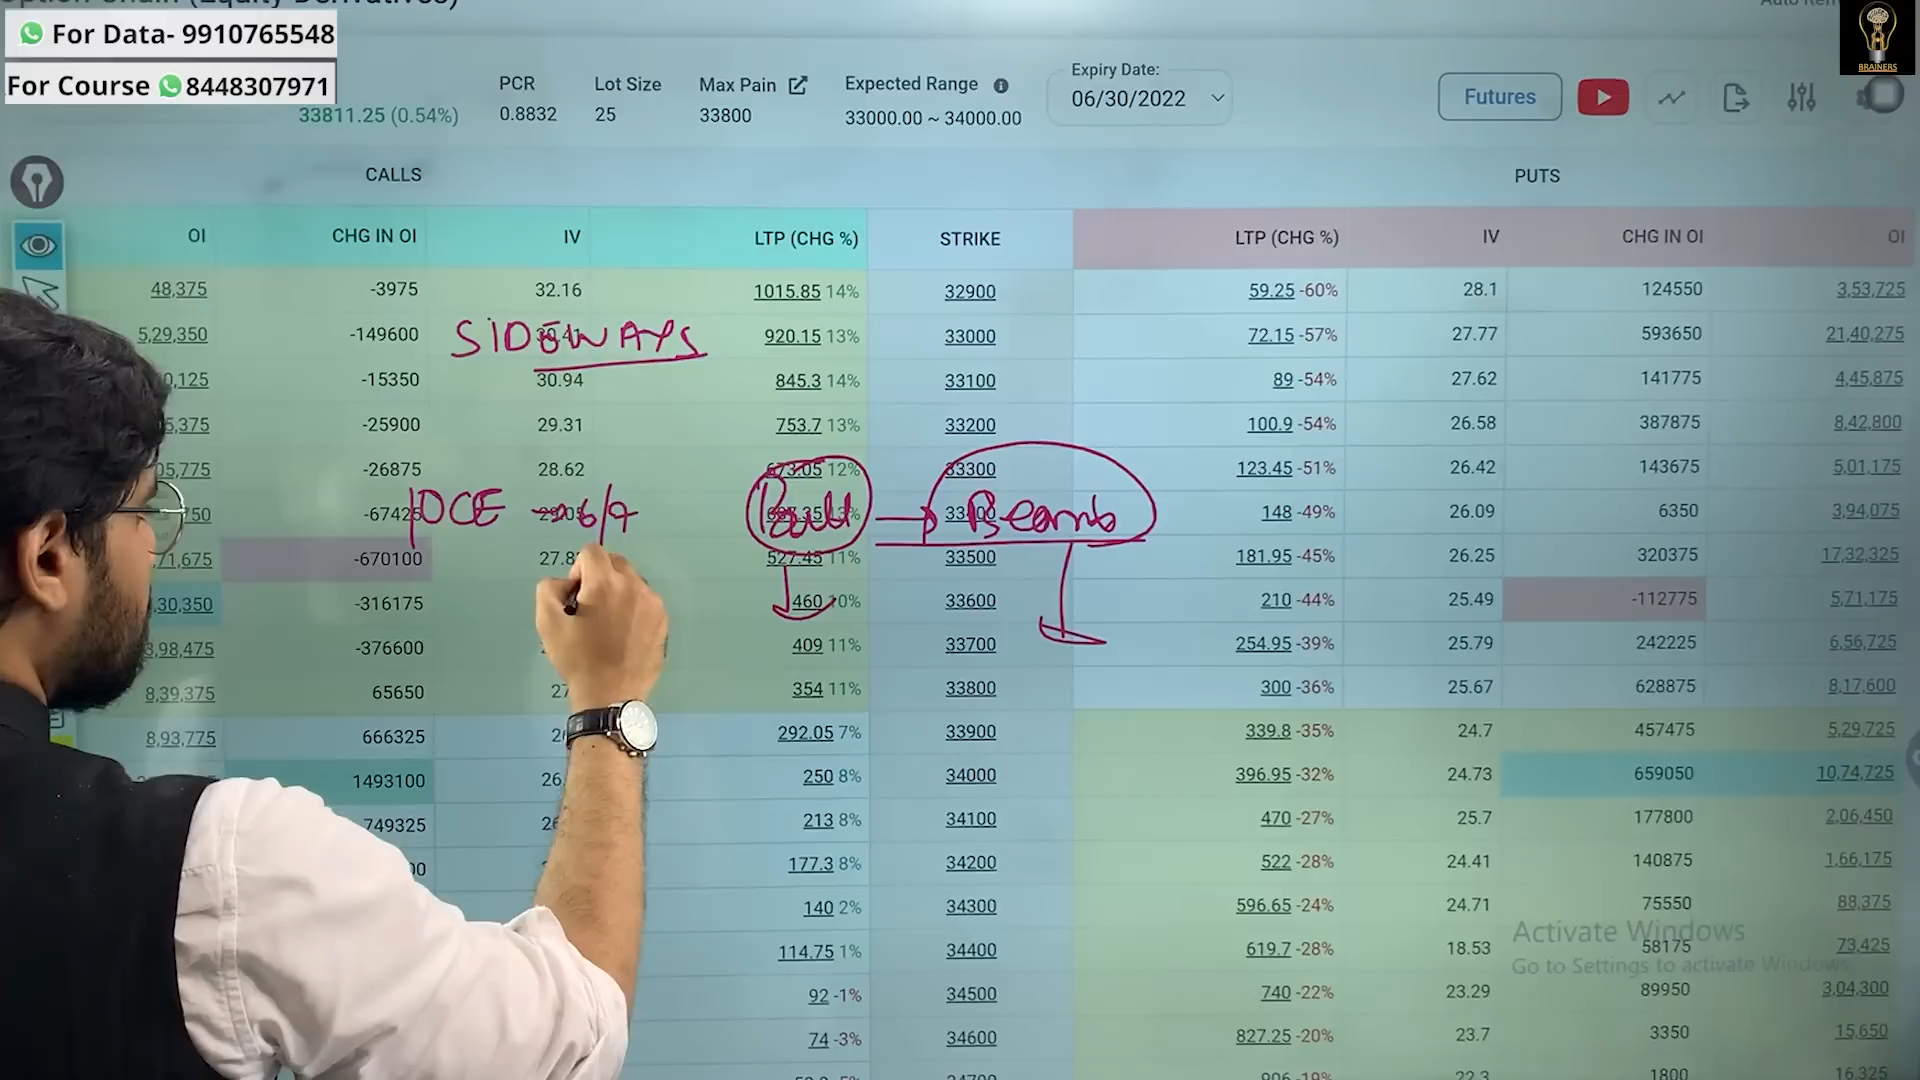 For Data- 9910765548
For Course 8448307971
BRAINERS
33811.25 (0.54%)
PCR
0.8832
Lot Size
25
Max Pain
33800
Expected Range
33000.00 ~ 34000.00
Expiry Date:
06/30/2022
Futures
CALLS PUTS
OI CHG IN OI IV LTP (CHG %) STRIKE LTP (CHG %) IV CHG IN OI OI
48,375 -3975 32.16 1015.85 14% 32900 59.25 -60% 28.1 124550 3,53,725
5,29,350 -149600 920.15 13% 33000 72.15 -57% 27.77 593650 21,40,275
SIDEWAYS
-15350 30.94 845.3 14% 33100 89 -54% 27.62 141775 4,45,875
-25900 29.31 753.7 13% 33200 100.9 -54% 26.58 387875 8,42,800
-26875 28.62 673.05 12% 33300 123.45 -51% 26.42 143675 5,01,175
-67425 148 -49% 26.09 6350 3,94,075
6/7 Bull
-670100 527.45 11% 33500 181.95 -45% 26.25 320375 17,32,325
-316175 460 10% 33600 210 -44% 25.49 -112775 5,71,175
3,98,475 -376600 409 11% 33700 254.95 -39% 25.79 242225 6,56,725
8,39,375 65650 354 11% 33800 300 -36% 25.67 628875 8,17,600
8,93,775 666325 292.05 7% 33900 339.8 -35% 24.7 457475 5,29,725
1493100 250 8% 34000 396.95 -32% 24.73 659050 10,74,725
749325 213 8% 34100 470 -27% 25.7 177800 2,06,450
177.3 8% 34200 522 -28% 24.41 140875 1,66,175
140 2% 34300 596.65 -24% 24.71 75550 88,375
114.75 1% 34400 619.7 -28% 18.53 58175 73,425
92 -1% 34500 740 -22% 23.29 89950 3,04,300
74 -3% 34600 827.25 -20% 23.7 3350 15,650
1800 16,325
Activate Windows
Go to Settings to activate Windows.